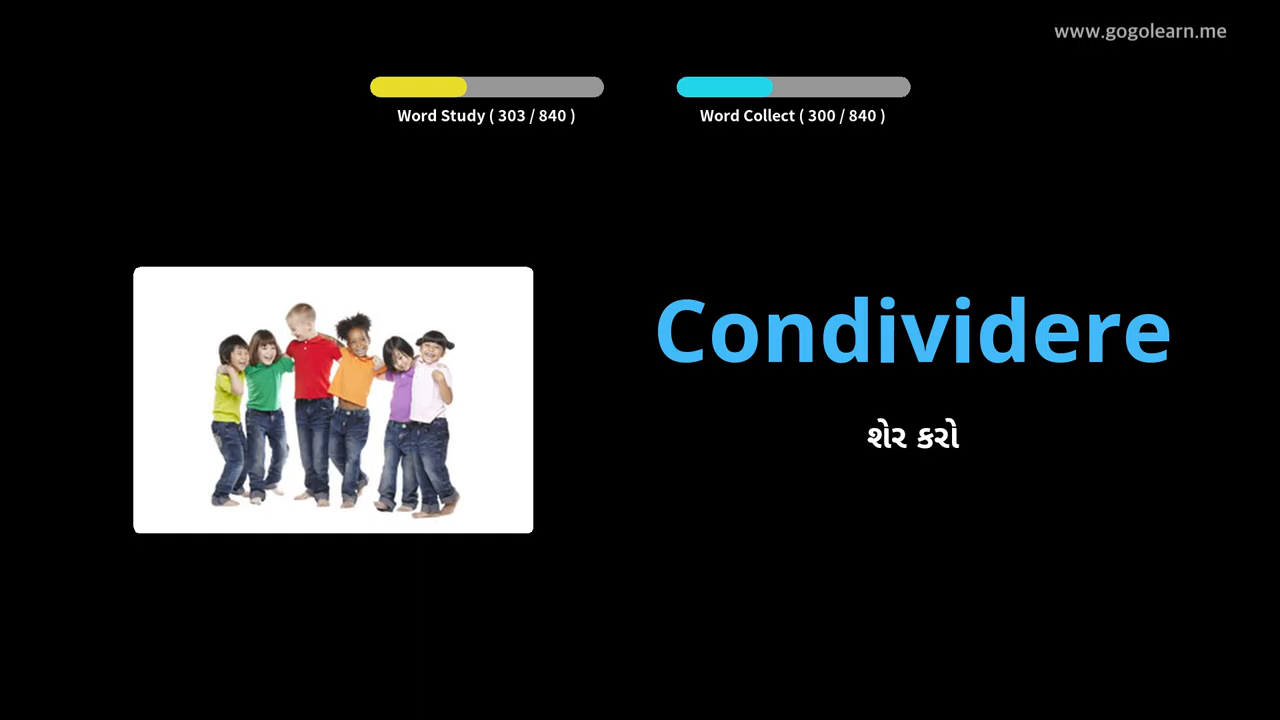 www.gogolearn.me
Word Study ( 303 / 840 )
Word Collect ( 300 / 840 )
Condividere
શેર કરો